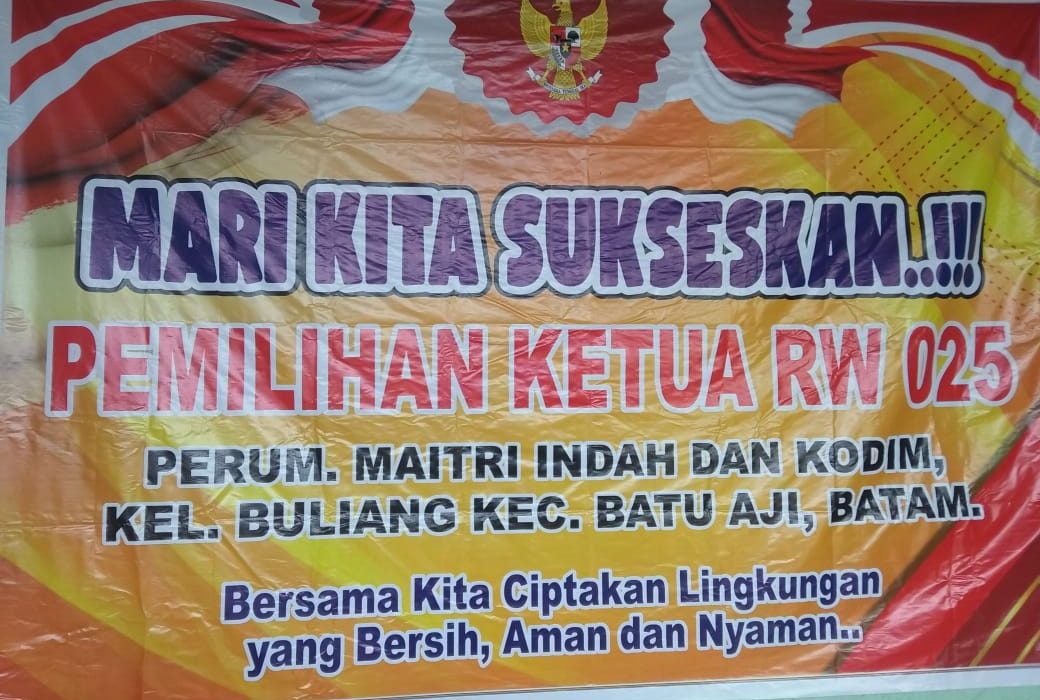 MARI KITA SUKSESKAN..!!!
PEMILIHAN KETUA RW 025
PERUM. MAITRI INDAH DAN KODIM,
KEL. BULIANG KEC. BATU AJI, BATAM.
Bersama Kita Ciptakan Lingkungan
yang Bersih, Aman dan Nyaman..